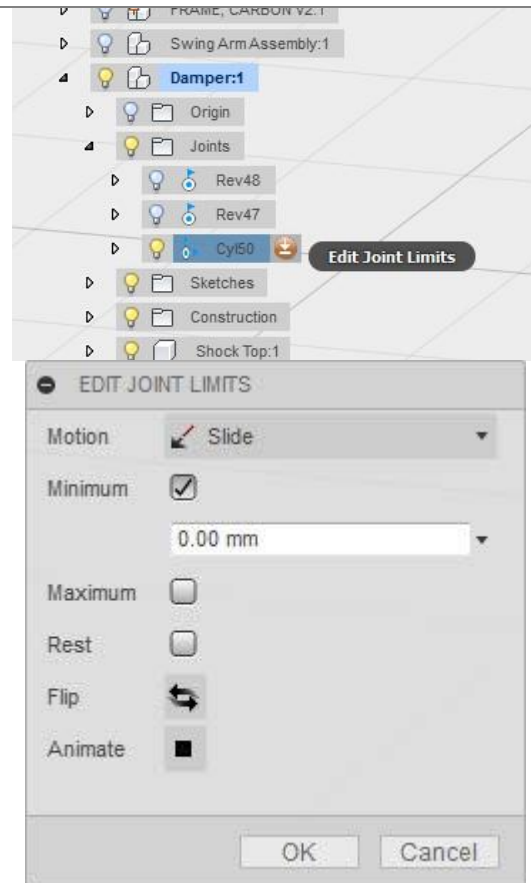 FRAME, CARBON v2:1
Swing Arm Assembly:1
Damper:1
Origin
Joints
Rev48
Rev47
Cyl50
Edit Joint Limits
Sketches
Construction
Shock Top:1
EDIT JOINT LIMITS
Motion Slide
Minimum
0.00 mm
Maximum
Rest
Flip
Animate
OK Cancel